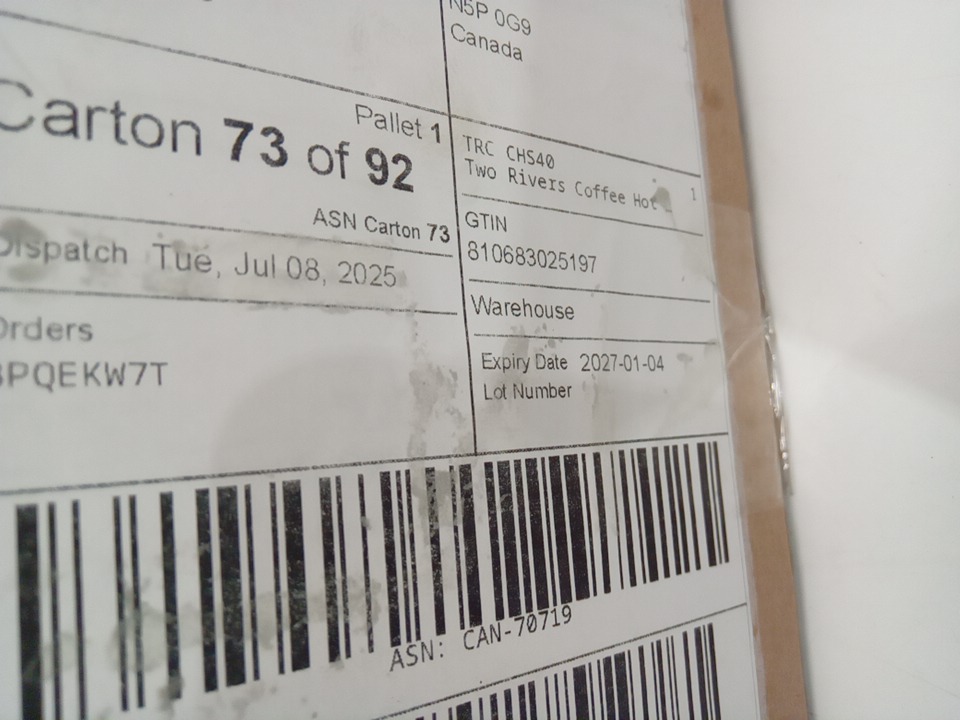 N5P 0G9
Canada
Pallet 1
Carton 73 of 92
ASN Carton 73
Dispatch Tue, Jul 08, 2025
Orders
BPQEKW7T
TRC CHS40
Two Rivers Coffee Hot 1
GTIN
810683025197
Warehouse
Expiry Date 2027-01-04
Lot Number
ASN: CAN-70719